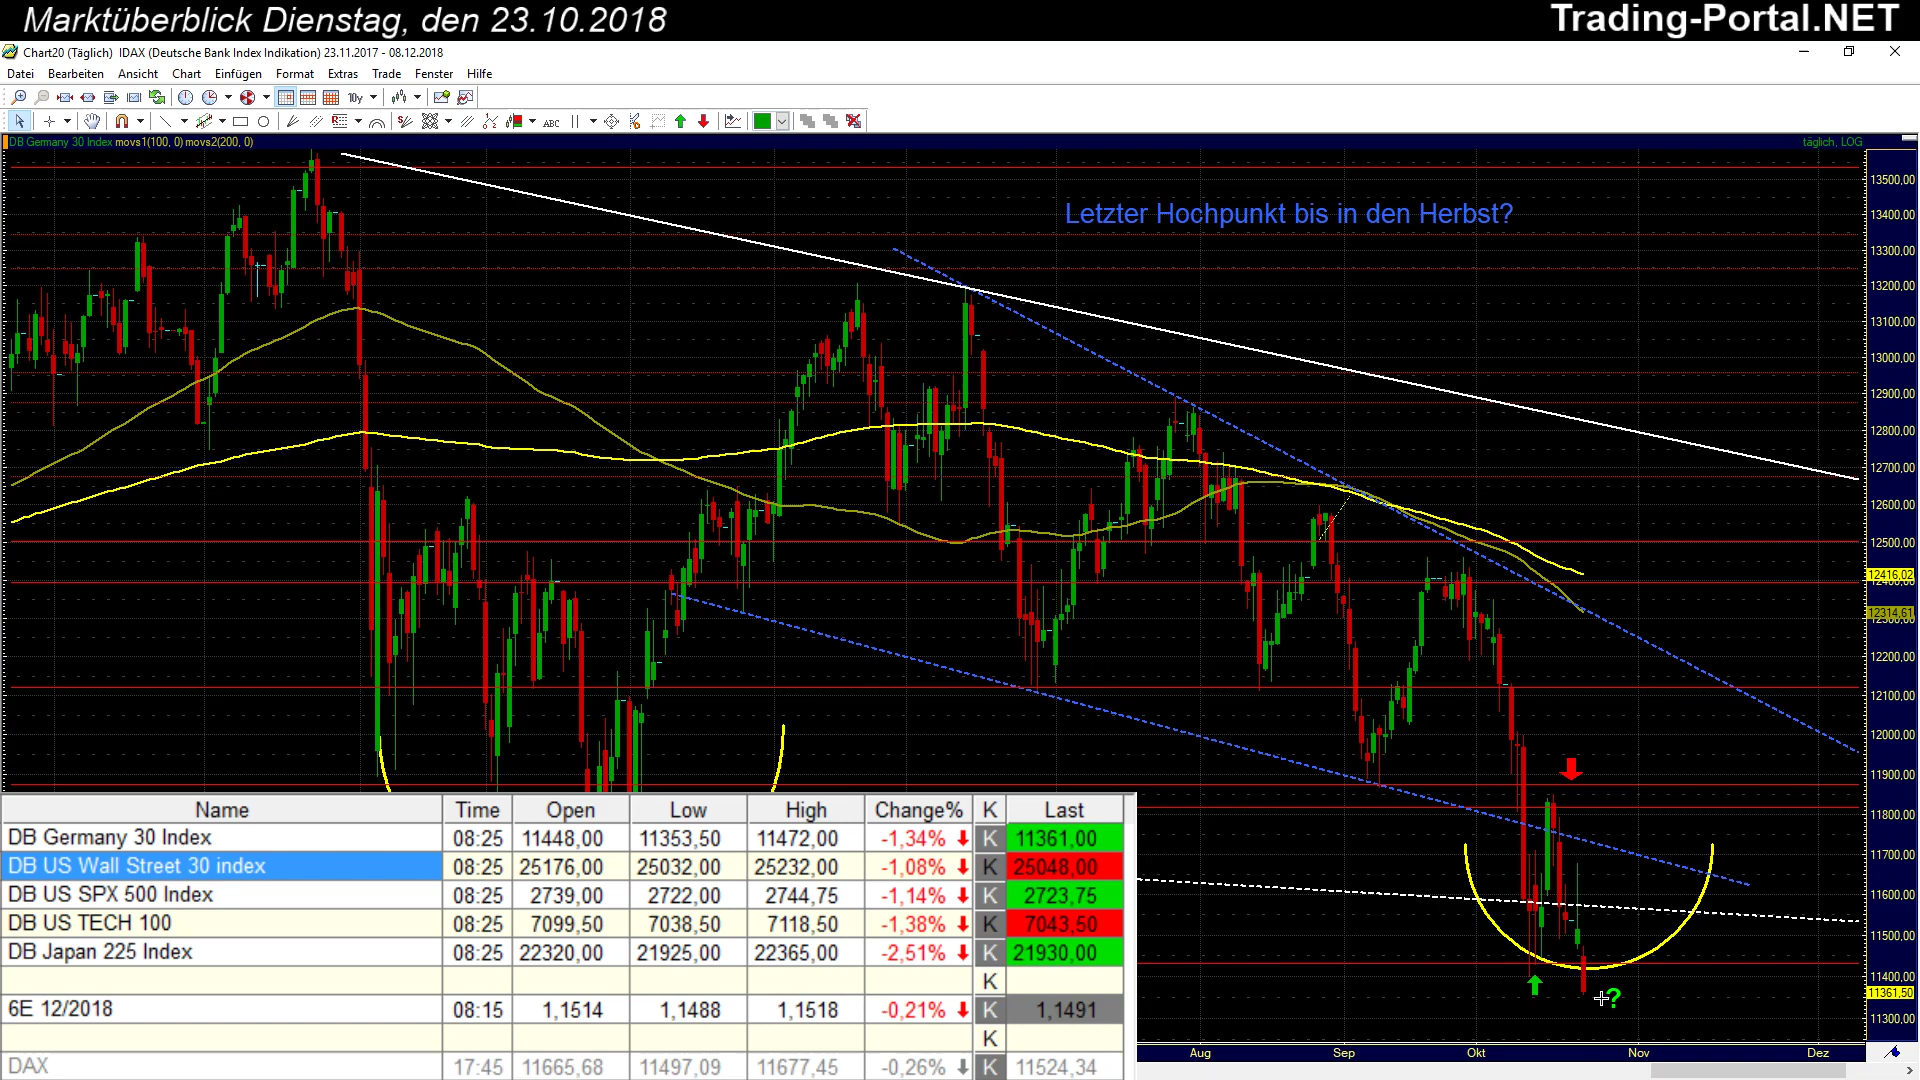 Marktüberblick Dienstag, den 23.10.2018
Trading-Portal.NET
Chart20 (Täglich) IDAX (Deutsche Bank Index Indikation) 23.11.2017 - 08.12.2018
Datei Bearbeiten Ansicht Chart Einfügen Format Extras Trade Fenster Hilfe
10y
ABC
DB Germany 30 Index movs1(100, 0) movs2(200, 0)
täglich, LOG
Letzter Hochpunkt bis in den Herbst?
13500,00
13400,00
13300,00
13200,00
13100,00
13000,00
12900,00
12800,00
12700,00
12600,00
12500,00
12416,02
12400,00
12314,61
12300,00
12200,00
12100,00
12000,00
11900,00
11800,00
11700,00
11600,00
11500,00
11400,00
11361,50
11300,00
?
Name Time Open Low High Change% K Last
DB Germany 30 Index 08:25 11448,00 11353,50 11472,00 -1,34% K 11361,00
DB US Wall Street 30 index 08:25 25176,00 25032,00 25232,00 -1,08% K 25048,00
DB US SPX 500 Index 08:25 2739,00 2722,00 2744,75 -1,14% K 2723,75
DB US TECH 100 08:25 7099,50 7038,50 7118,50 -1,38% K 7043,50
DB Japan 225 Index 08:25 22320,00 21925,00 22365,00 -2,51% K 21930,00
K
6E 12/2018 08:15 1,1514 1,1488 1,1518 -0,21% K 1,1491
K
DAX 17:45 11665,68 11497,09 11677,45 -0,26% K 11524,34
Aug Sep Okt Nov Dez